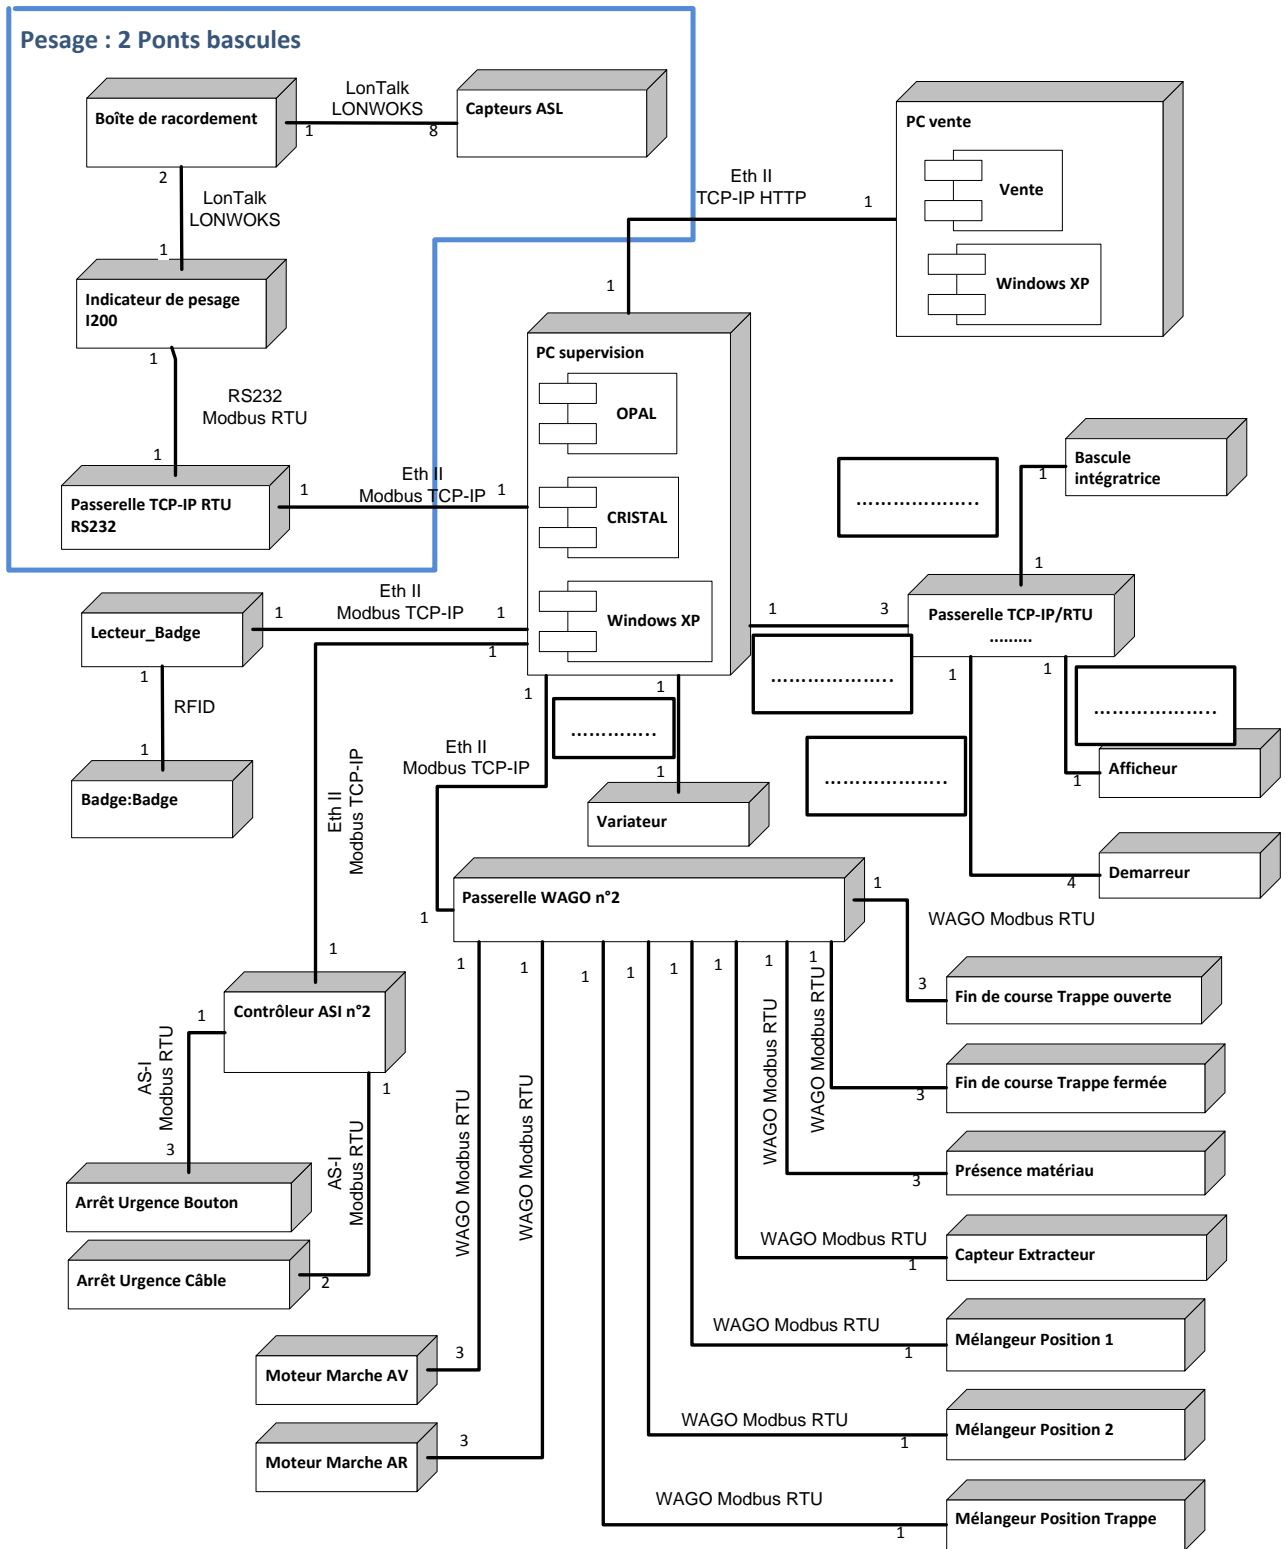 Pesage : 2 Ponts bascules
Boîte de racordement
LonTalk
LONWOKS
1
8
Capteurs ASL
2
LonTalk
LONWOKS
1
Indicateur de pesage
I200
1
RS232
Modbus RTU
1
Passerelle TCP-IP RTU
RS232
1
Eth II
Modbus TCP-IP
1
PC vente
Vente
Windows XP
Eth II
TCP-IP HTTP
1
1
PC supervision
OPAL
CRISTAL
Windows XP
Bascule
intégratrice
1
....................
1
Passerelle TCP-IP/RTU
.........
1
3
....................
1
1
....................
Afficheur
1
....................
Demarreur
4
Lecteur_Badge
1
Eth II
Modbus TCP-IP
1
1
RFID
1
Badge:Badge
1
Eth II
Modbus TCP-IP
1
1
Eth II
Modbus TCP-IP
1
1
..............
1
Variateur
Passerelle WAGO n°2
1
WAGO Modbus RTU
3
Fin de course Trappe ouverte
Contrôleur ASI n°2
1
AS-I
Modbus RTU
3
Arrêt Urgence Bouton
1
AS-I
Modbus RTU
2
Arrêt Urgence Câble
1
WAGO Modbus RTU
3
Moteur Marche AV
1
WAGO Modbus RTU
3
Moteur Marche AR
1
WAGO Modbus RTU
3
Fin de course Trappe fermée
1
WAGO Modbus RTU
3
Présence matériau
1
WAGO Modbus RTU
1
Capteur Extracteur
1
WAGO Modbus RTU
1
Mélangeur Position 1
1
WAGO Modbus RTU
1
Mélangeur Position 2
1
WAGO Modbus RTU
1
Mélangeur Position Trappe